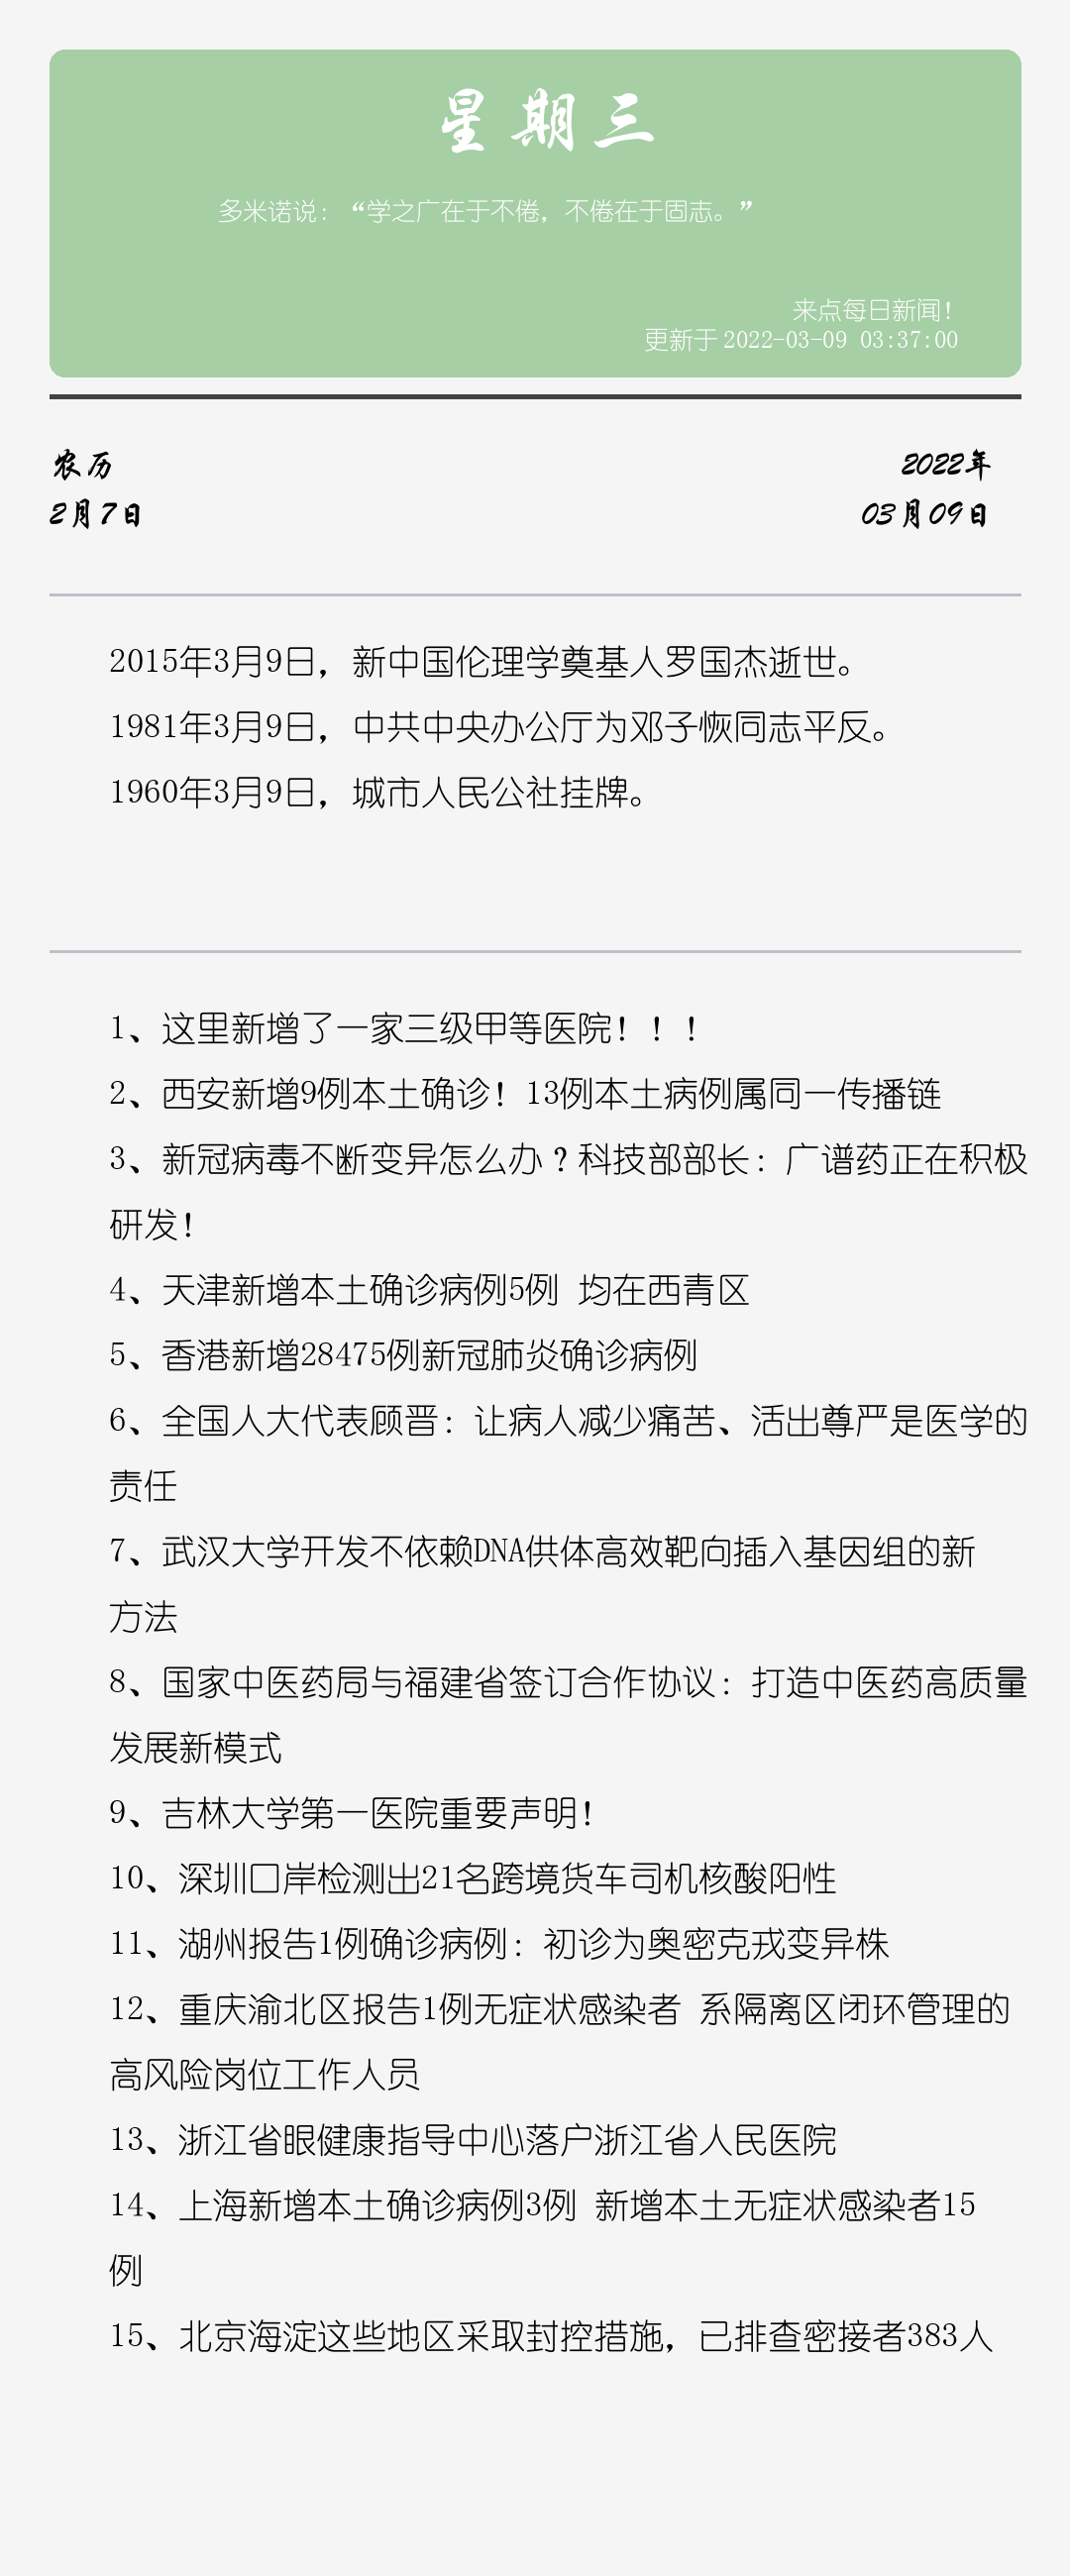 星期三
多米诺说：“学之广在于不倦，不倦在于固志。”
来点每日新闻！
更新于 2022-03-09 03:37:00
农历
2022年
2月7日
03月09日
2015年3月9日，新中国伦理学奠基人罗国杰逝世。
1981年3月9日，中共中央办公厅为邓子恢同志平反。
1960年3月9日，城市人民公社挂牌。
1、这里新增了一家三级甲等医院！！！
2、西安新增9例本土确诊！13例本土病例属同一传播链
3、新冠病毒不断变异怎么办？科技部部长：广谱药正在积极
研发！
4、天津新增本土确诊病例5例 均在西青区
5、香港新增28475例新冠肺炎确诊病例
6、全国人大代表顾晋：让病人减少痛苦、活出尊严是医学的
责任
7、武汉大学开发不依赖DNA供体高效靶向插入基因组的新
方法
8、国家中医药局与福建省签订合作协议：打造中医药高质量
发展新模式
9、吉林大学第一医院重要声明！
10、深圳口岸检测出21名跨境货车司机核酸阳性
11、湖州报告1例确诊病例：初诊为奥密克戎变异株
12、重庆渝北区报告1例无症状感染者 系隔离区闭环管理的
高风险岗位工作人员
13、浙江省眼健康指导中心落户浙江省人民医院
14、上海新增本土确诊病例3例 新增本土无症状感染者15
例
15、北京海淀这些地区采取封控措施，已排查密接者383人